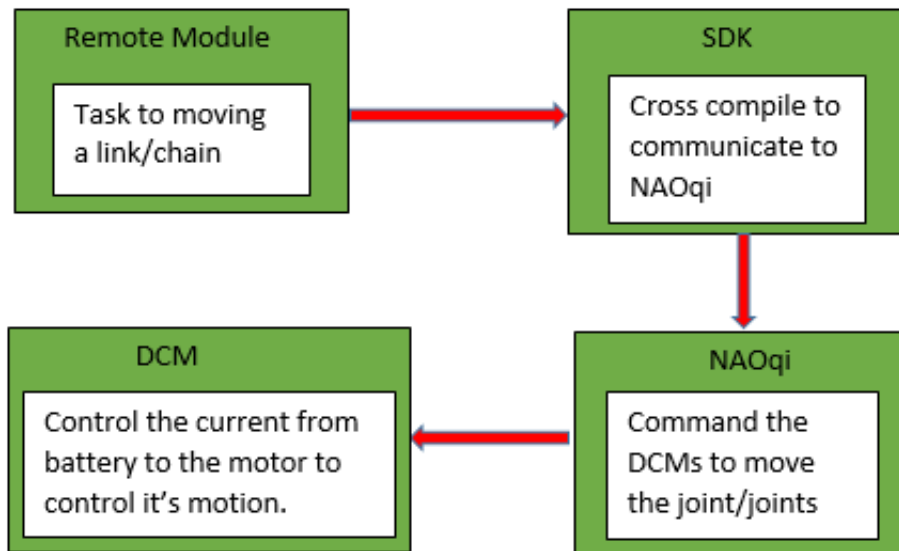 Remote Module
Task to moving
a link/chain
SDK
Cross compile to
communicate to
NAOqi
DCM
Control the current from
battery to the motor to
control it's motion.
NAOqi
Command the
DCMs to move
the joint/joints